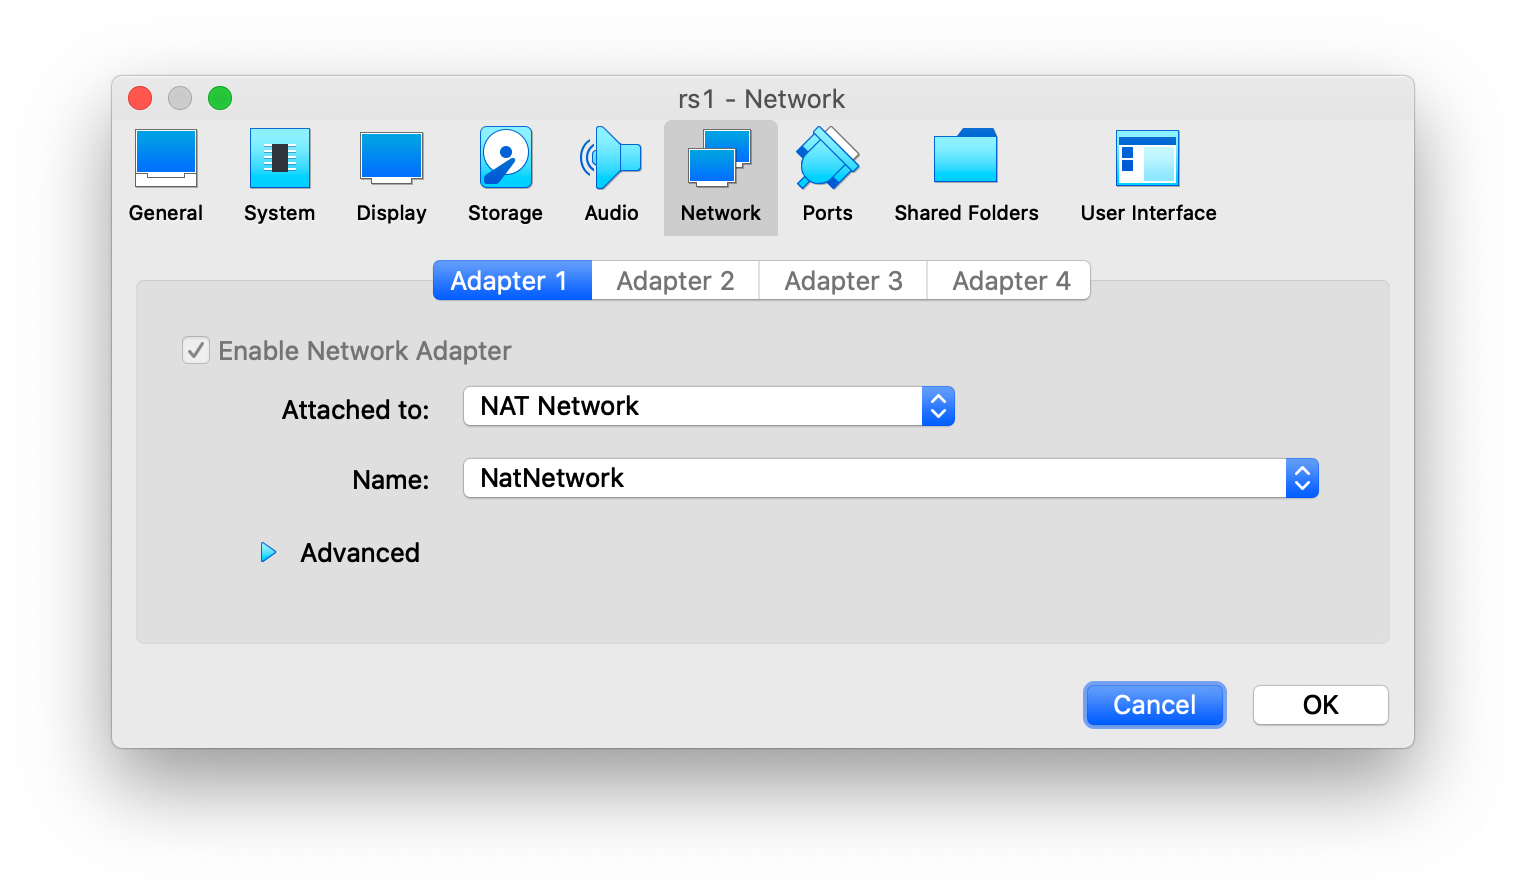 rs1 - Network
General System Display Storage Audio Network Ports Shared Folders User Interface
Adapter 1 Adapter 2 Adapter 3 Adapter 4
Enable Network Adapter
Attached to: NAT Network
Name: NatNetwork
Advanced
Cancel OK